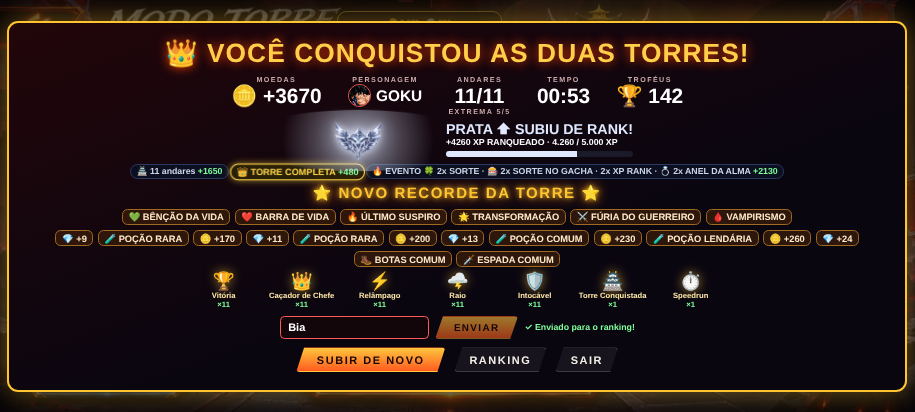 MODO TORRE
👑 VOCÊ CONQUISTOU AS DUAS TORRES!
MOEDAS PERSONAGEM ANDARES TEMPO TROFÉUS
🪙 +3670 GOKU 11/11 00:53 🏆 142
EXTREMA 5/5
PRATA ⬆ SUBIU DE RANK!
+4260 XP RANQUEADO · 4.260 / 5.000 XP
🏯 11 andares +1650 👑 TORRE COMPLETA +480 🔥 EVENTO 🍀 2x SORTE · 🎰 2x SORTE NO GACHA · 2x XP RANK · 💍 2x ANEL DA ALMA +2130
⭐ NOVO RECORDE DA TORRE ⭐
💚 BÊNÇÃO DA VIDA ❤️ BARRA DE VIDA 🔥 ÚLTIMO SUSPIRO 🌟 TRANSFORMAÇÃO ⚔️ FÚRIA DO GUERREIRO 🩸 VAMPIRISMO
💎 +9 🧪 POÇÃO RARA 🪙 +170 💎 +11 🧪 POÇÃO RARA 🪙 +200 💎 +13 🧪 POÇÃO COMUM 🪙 +230 🧪 POÇÃO LENDÁRIA 🪙 +260 💎 +24
🥾 BOTAS COMUM 🗡️ ESPADA COMUM
🏆 👑 ⚡ 🌩️ 🛡️ 🏯 ⏱️
Vitória Caçador de Chefe Relâmpago Raio Intocável Torre Conquistada Speedrun
×11 ×11 ×11 ×11 ×11 ×1 ×1
Bia ENVIAR ✓ Enviado para o ranking!
SUBIR DE NOVO RANKING SAIR